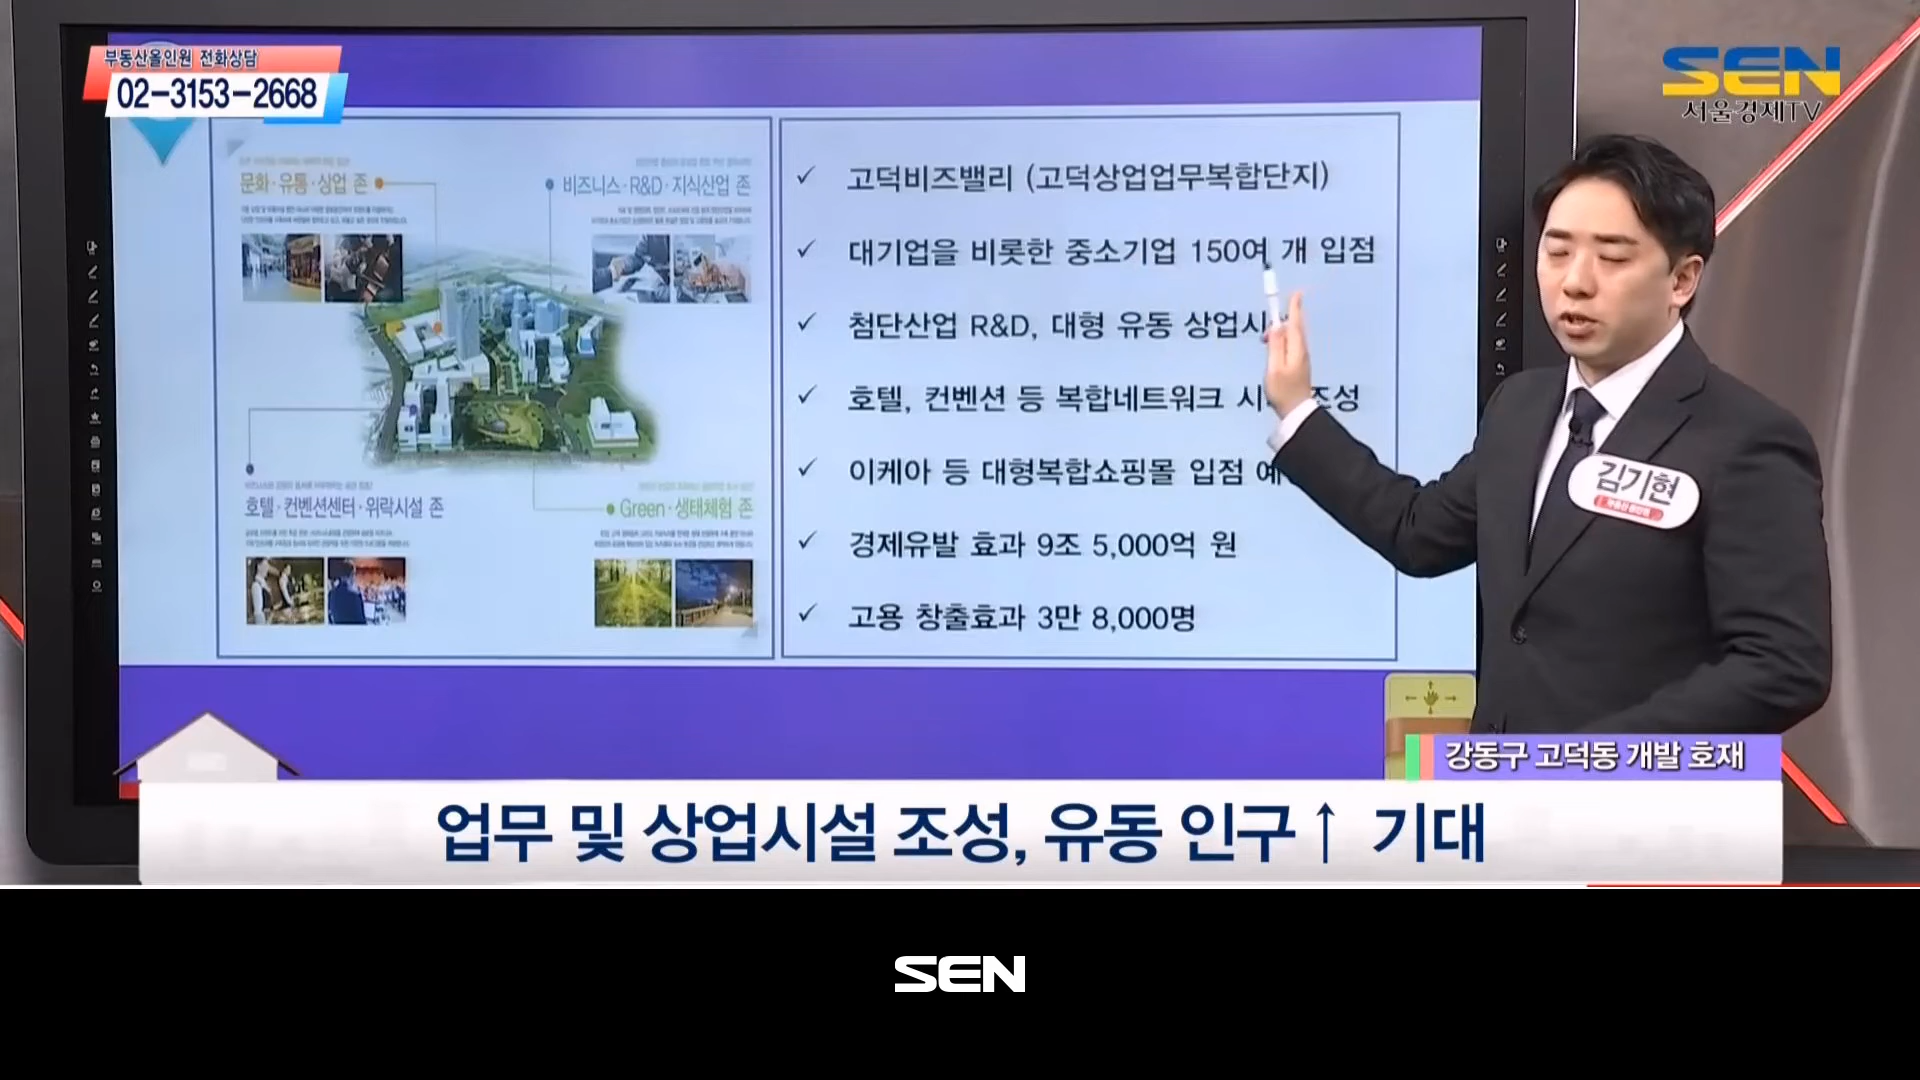 부동산올인원 전화상담
02-3153-2668
SEN
서울경제TV
문화·유통·상업 존
비즈니스·R&D·지식산업 존
호텔·컨벤션센터·위락시설 존
Green·생태체험 존
✓ 고덕비즈밸리 (고덕상업업무복합단지)
✓ 대기업을 비롯한 중소기업 150여 개 입점
✓ 첨단산업 R&D, 대형 유동 상업시
✓ 호텔, 컨벤션 등 복합네트워크 시 조성
✓ 이케아 등 대형복합쇼핑몰 입점 예
✓ 경제유발 효과 9조 5,000억 원
✓ 고용 창출효과 3만 8,000명
김기현
강동구 고덕동 개발 호재
업무 및 상업시설 조성, 유동 인구↑ 기대
SEN